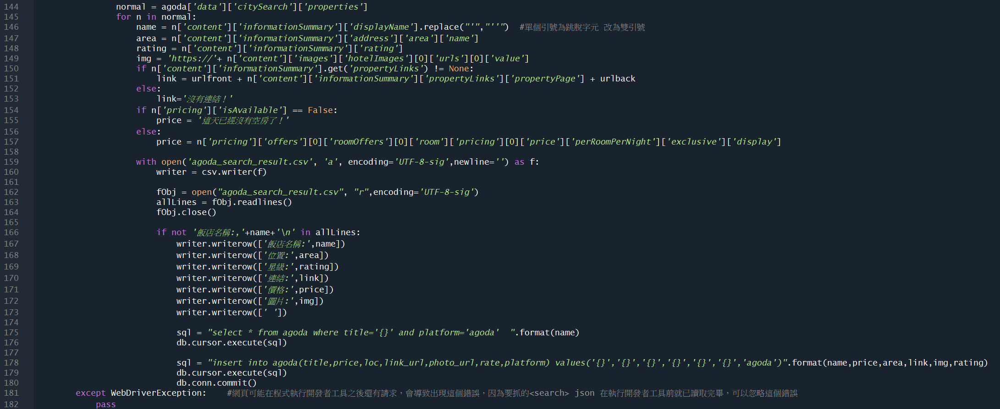 144 normal = agoda['data']['citySearch']['properties']
145 for n in normal:
146 name = n['content']['informationSummary']['displayName'].replace("'","''") #單個引號為跳脫字元 改為雙引號
147 area = n['content']['informationSummary']['address']['area']['name']
148 rating = n['content']['informationSummary']['rating']
149 img = 'https://'+ n['content']['images']['hotelImages'][0]['urls'][0]['value']
150 if n['content']['informationSummary'].get('propertyLinks') != None:
151 link = urlfront + n['content']['informationSummary']['propertyLinks']['propertyPage'] + urlback
152 else:
153 link='沒有連結！'
154 if n['pricing']['isAvailable'] == False:
155 price = '這天已經沒有空房了！'
156 else:
157 price = n['pricing']['offers'][0]['roomOffers'][0]['room']['pricing'][0]['price']['perRoomPerNight']['exclusive']['display']
158
159 with open('agoda_search_result.csv', 'a', encoding='UTF-8-sig',newline='') as f:
160 writer = csv.writer(f)
161
162 fObj = open("agoda_search_result.csv", "r",encoding='UTF-8-sig')
163 allLines = fObj.readlines()
164 fObj.close()
165
166 if not '飯店名稱:,'+name+'\n' in allLines:
167 writer.writerow(['飯店名稱:',name])
168 writer.writerow(['位置:',area])
169 writer.writerow(['星級:',rating])
170 writer.writerow(['連結:',link])
171 writer.writerow(['價格:',price])
172 writer.writerow(['圖片:',img])
173 writer.writerow([' '])
174
175 sql = "select * from agoda where title='{}' and platform='agoda'  ".format(name)
176 db.cursor.execute(sql)
177
178 sql = "insert into agoda(title,price,loc,link_url,photo_url,rate,platform) values('{}','{}','{}','{}','{}','{}','agoda')".format(name,price,area,link,img,rating)
179 db.cursor.execute(sql)
180 db.conn.commit()
181 except WebDriverException: #網頁可能在程式執行開發者工具之後還有請求，會導致出現這個錯誤，因為要抓的<search> json 在執行開發者工具前就已讀取完畢，可以忽略這個錯誤
182 pass